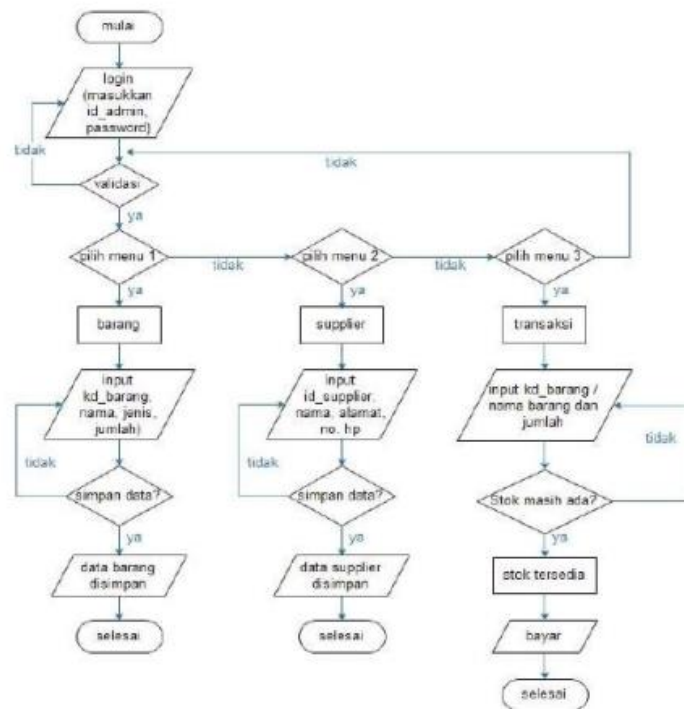 mulai
login
(masukkan
id_admin,
password)
tidak
tidak
validasi
ya
pilih menu 1
tidak
pilih menu 2
tidak
pilih menu 3
tidak
ya
ya
ya
barang
supplier
transaksi
input
kd_barang,
nama, jenis,
jumlah)
input
id_supplier,
nama, alamat,
no. hp
input kd_barang /
nama barang dan
jumlah
tidak
tidak
tidak
simpan data?
simpan data?
Stok masih ada?
ya
ya
ya
data barang
disimpan
data supplier
disimpan
stok tersedia
selesai
selesai
bayar
selesai